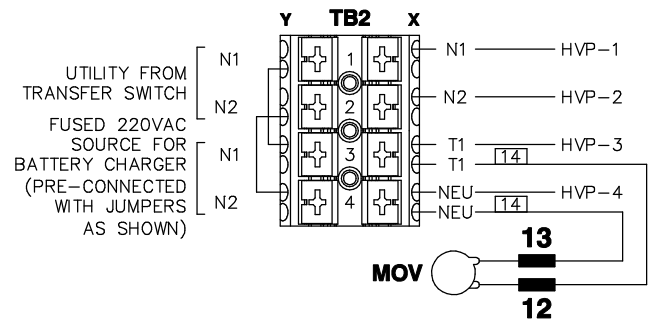 Y TB2 X
UTILITY FROM
TRANSFER SWITCH
N1
N2
FUSED 220VAC
SOURCE FOR
BATTERY CHARGER
(PRE-CONNECTED
WITH JUMPERS
AS SHOWN)
N1
N2
1
2
3
4
N1 HVP-1
N2 HVP-2
T1 HVP-3
T1 14
NEU HVP-4
NEU 14
MOV
13
12